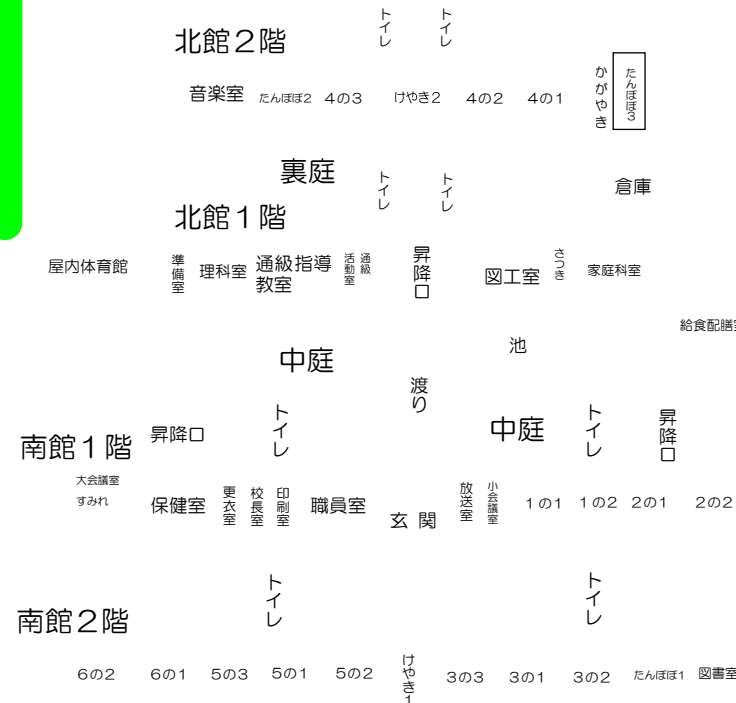 トイレ
トイレ
北館2階
音楽室
たんぽぽ2
4の3
けやき2
4の2
4の1
かがやき
たんぽぽ3
裏庭
トイレ
トイレ
倉庫
北館1階
屋内体育館
準備室
理科室
通級指導
教室
通級
活動室
昇降口
図工室
さつき
家庭科室
給食配膳室
池
中庭
渡り
中庭
トイレ
トイレ
昇降口
南館1階
昇降口
大会議室
すみれ
保健室
更衣室
校長室
印刷室
職員室
玄関
放送室
小会議室
1の1
1の2
2の1
2の2
トイレ
トイレ
南館2階
6の2
6の1
5の3
5の1
5の2
けやき1
3の3
3の1
3の2
たんぽぽ1
図書室